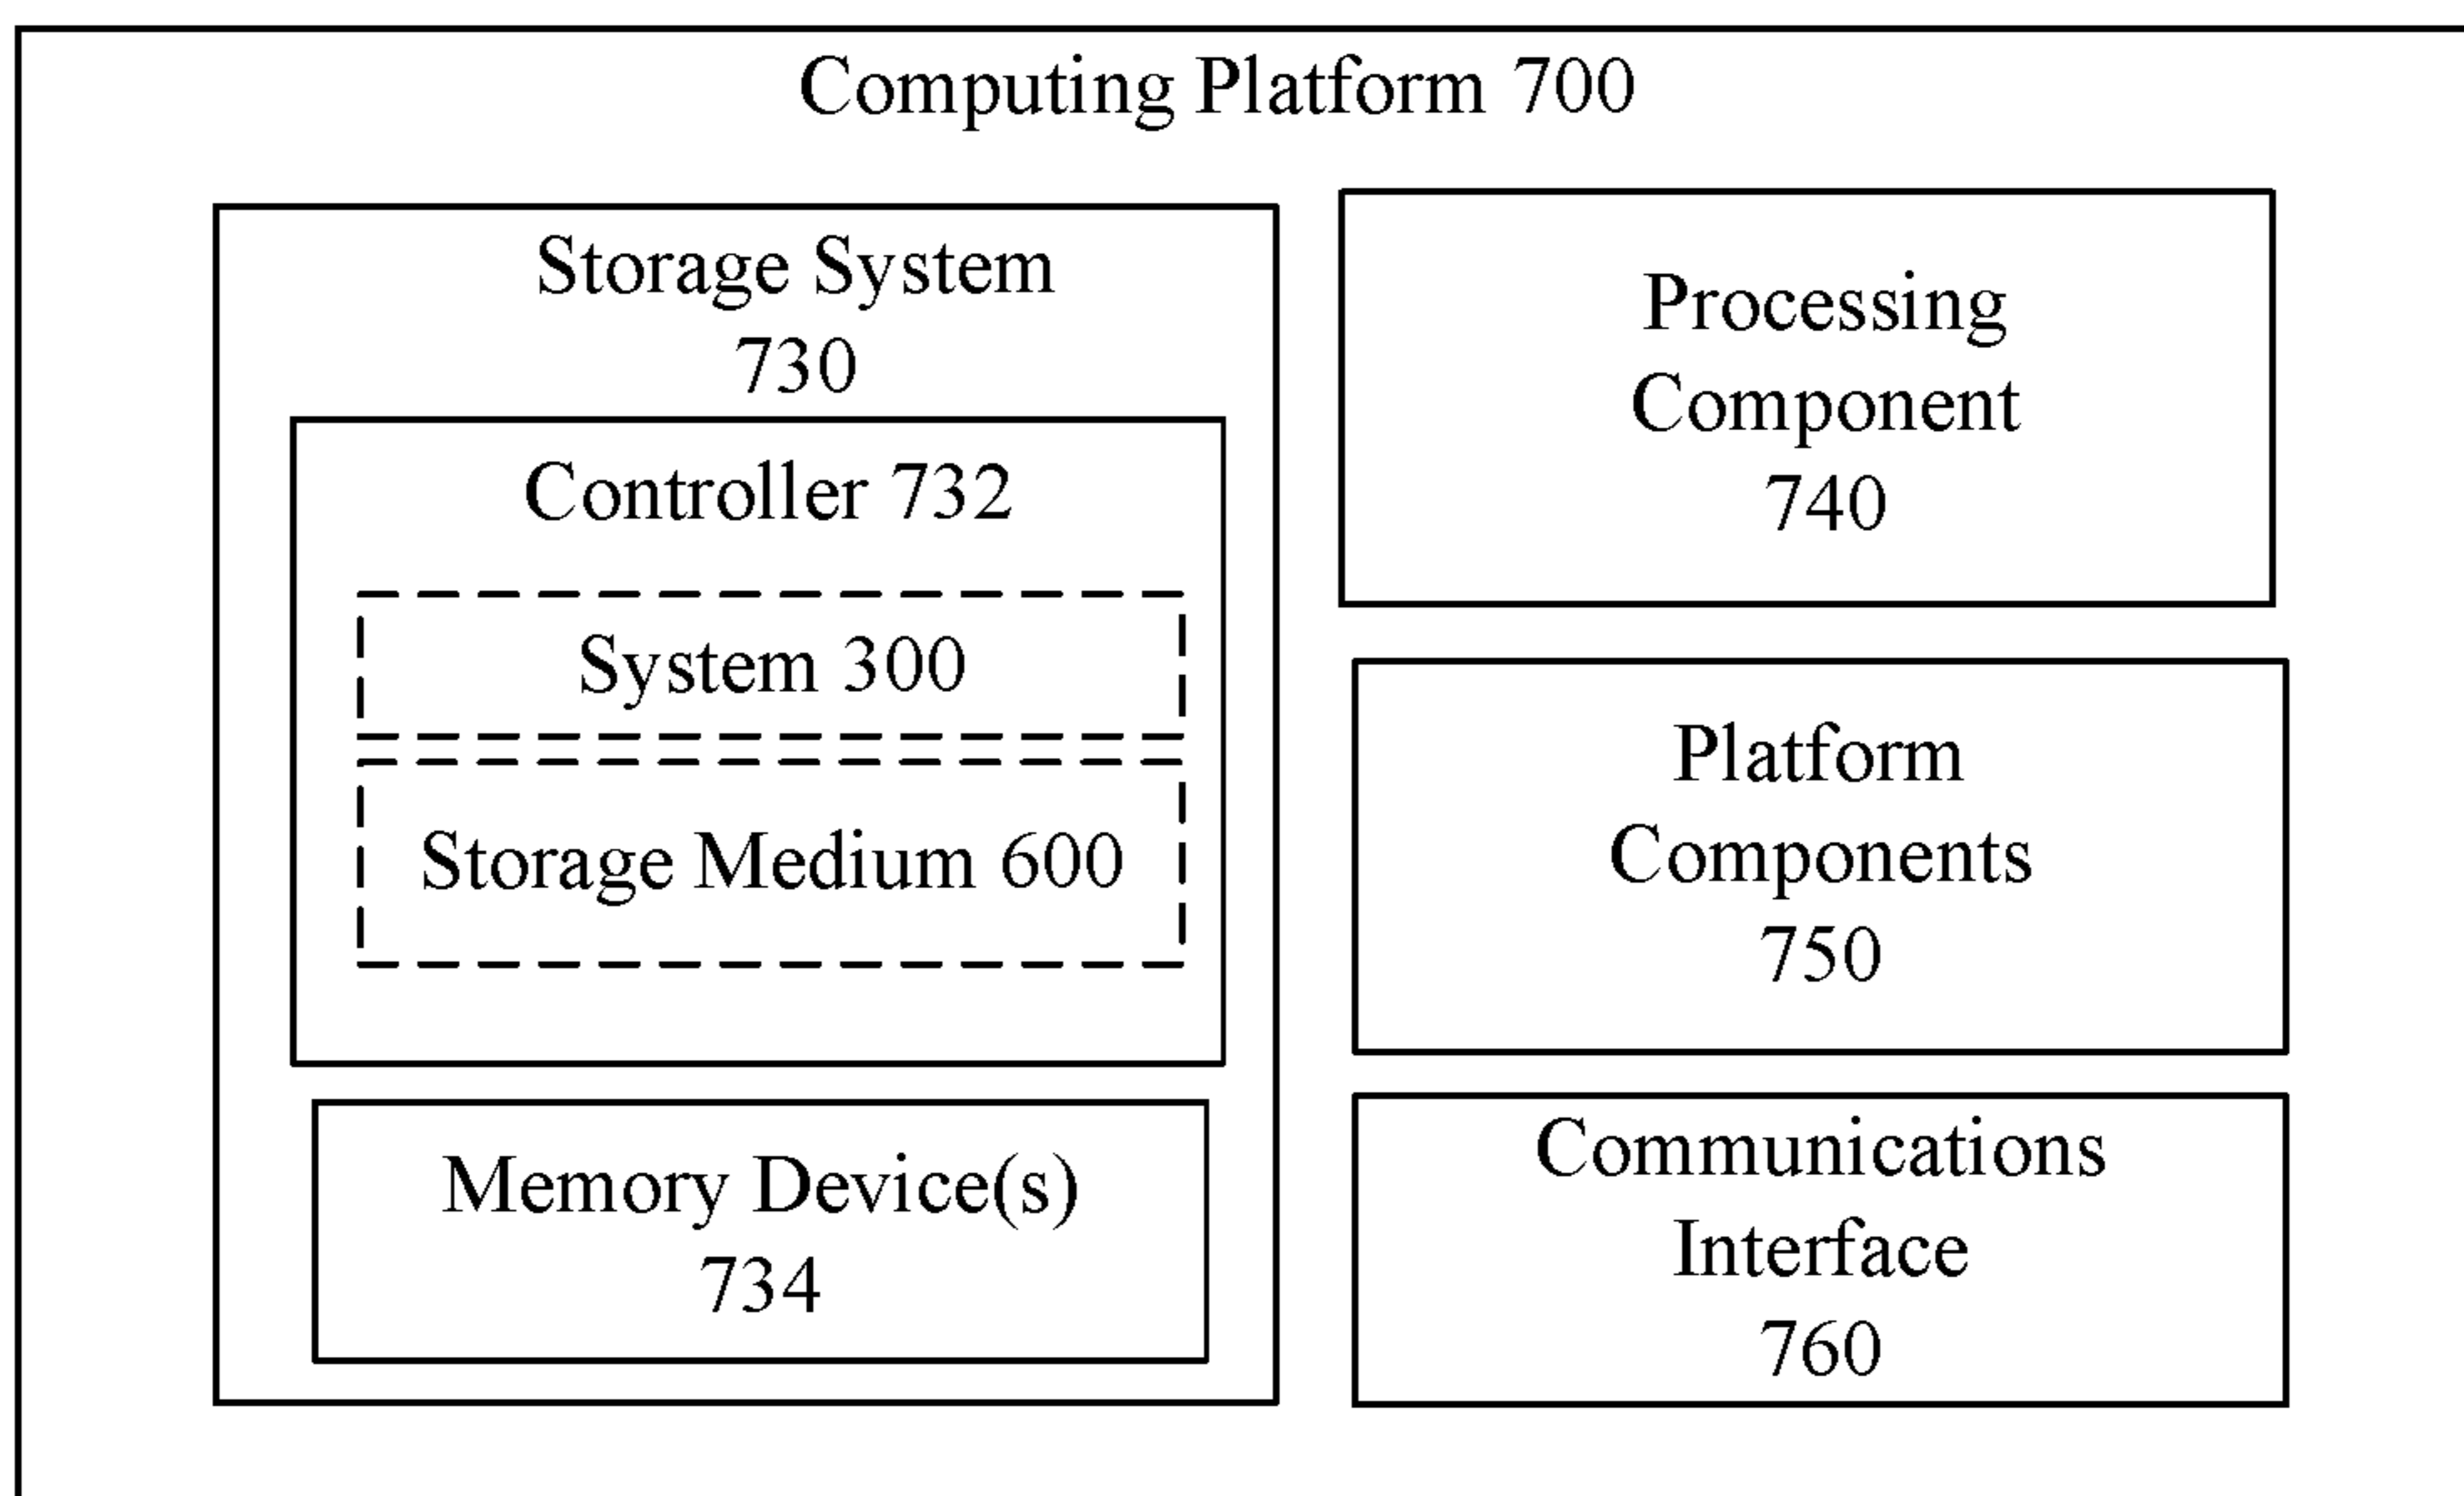 Computing Platform 700
Storage System
730
Controller 732
System 300
Storage Medium 600
Memory Device(s)
734
Processing
Component
740
Platform
Components
750
Communications
Interface
760